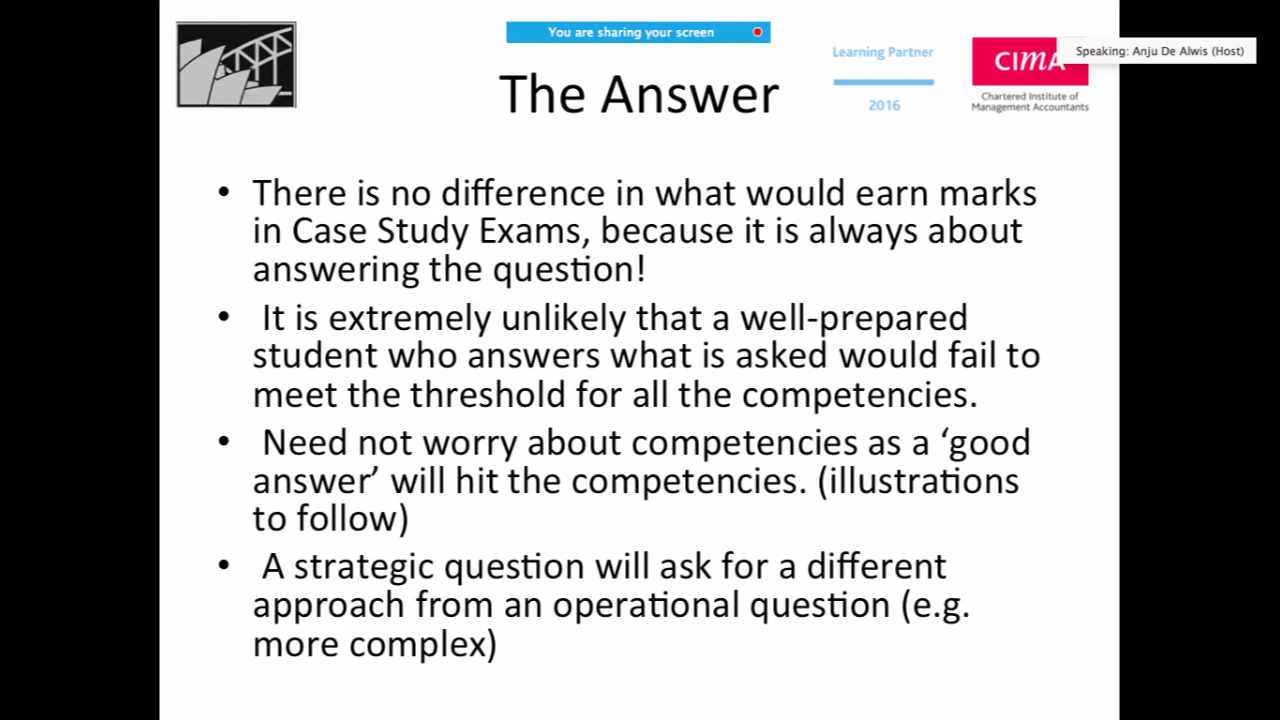 You are sharing your screen
Speaking: Anju De Alwis (Host)
Learning Partner
2016
CIMA
Chartered Institute of
Management Accountants
The Answer
• There is no difference in what would earn marks
in Case Study Exams, because it is always about
answering the question!
• It is extremely unlikely that a well-prepared
student who answers what is asked would fail to
meet the threshold for all the competencies.
• Need not worry about competencies as a ‘good
answer’ will hit the competencies. (illustrations
to follow)
• A strategic question will ask for a different
approach from an operational question (e.g.
more complex)